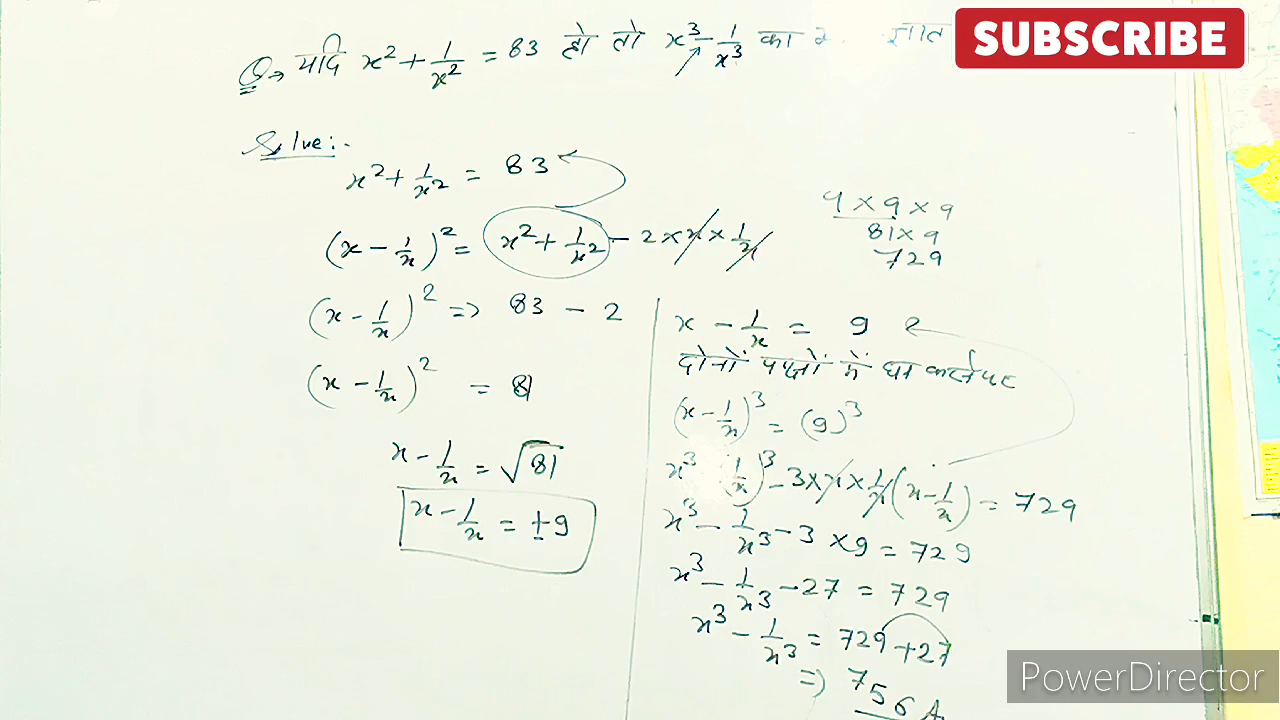 SUBSCRIBE
Q→ यदि x² + 1/x² = 83 हो तो x³ - 1/x³ का ज्ञात
Solve:-
x² + 1/x² = 83
(x - 1/x)² = x² + 1/x² - 2 × x × 1/x
(x - 1/x)² => 83 - 2
(x - 1/x)² = 81
x - 1/x = √81
x - 1/x = ±9
9 × 9 × 9
81 × 9
729
x - 1/x = 9
दोनों पक्षों में घन करने पर
(x - 1/x)³ = (9)³
x³ (1/x)³ - 3 × x × 1/x (x - 1/x) = 729
x³ - 1/x³ - 3 × 9 = 729
x³ - 1/x³ - 27 = 729
x³ - 1/x³ = 729 + 27
=> 756 A
PowerDirector